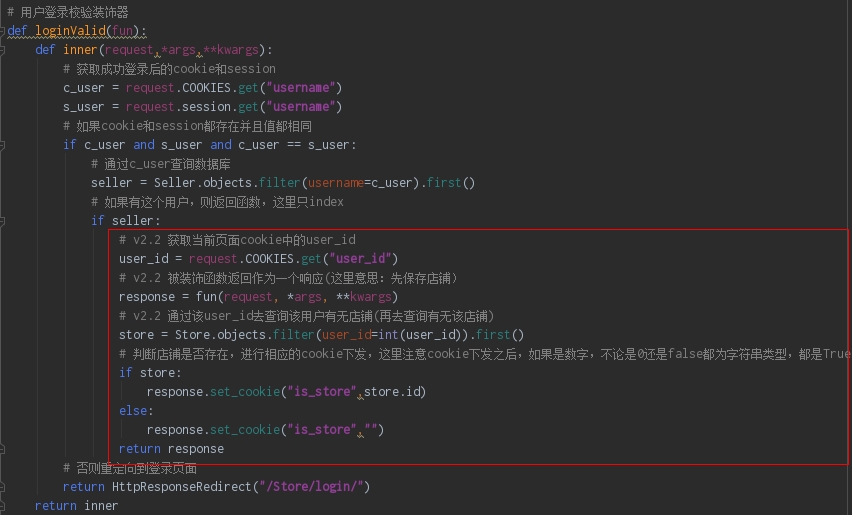 # 用户登录校验装饰器
def loginValid(fun):
    def inner(request,*args,**kwargs):
        # 获取成功登录后的cookie和session
        c_user = request.COOKIES.get("username")
        s_user = request.session.get("username")
        # 如果cookie和session都存在并且值都相同
        if c_user and s_user and c_user == s_user:
            # 通过c_user查询数据库
            seller = Seller.objects.filter(username=c_user).first()
            # 如果有这个用户，则返回函数，这里只index
            if seller:
                # v2.2 获取当前页面cookie中的user_id
                user_id = request.COOKIES.get("user_id")
                # v2.2 被装饰函数返回作为一个响应(这里意思：先保存店铺)
                response = fun(request, *args, **kwargs)
                # v2.2 通过该user_id去查询该用户有无店铺(再去查询有无该店铺)
                store = Store.objects.filter(user_id=int(user_id)).first()
                # 判断店铺是否存在，进行相应的cookie下发，这里注意cookie下发之后，如果是数字，不论是0还是false都为字符串类型，都是True
                if store:
                    response.set_cookie("is_store",store.id)
                else:
                    response.set_cookie("is_store","")
                return response
        # 否则重定向到登录页面
        return HttpResponseRedirect("/Store/login/")
    return inner